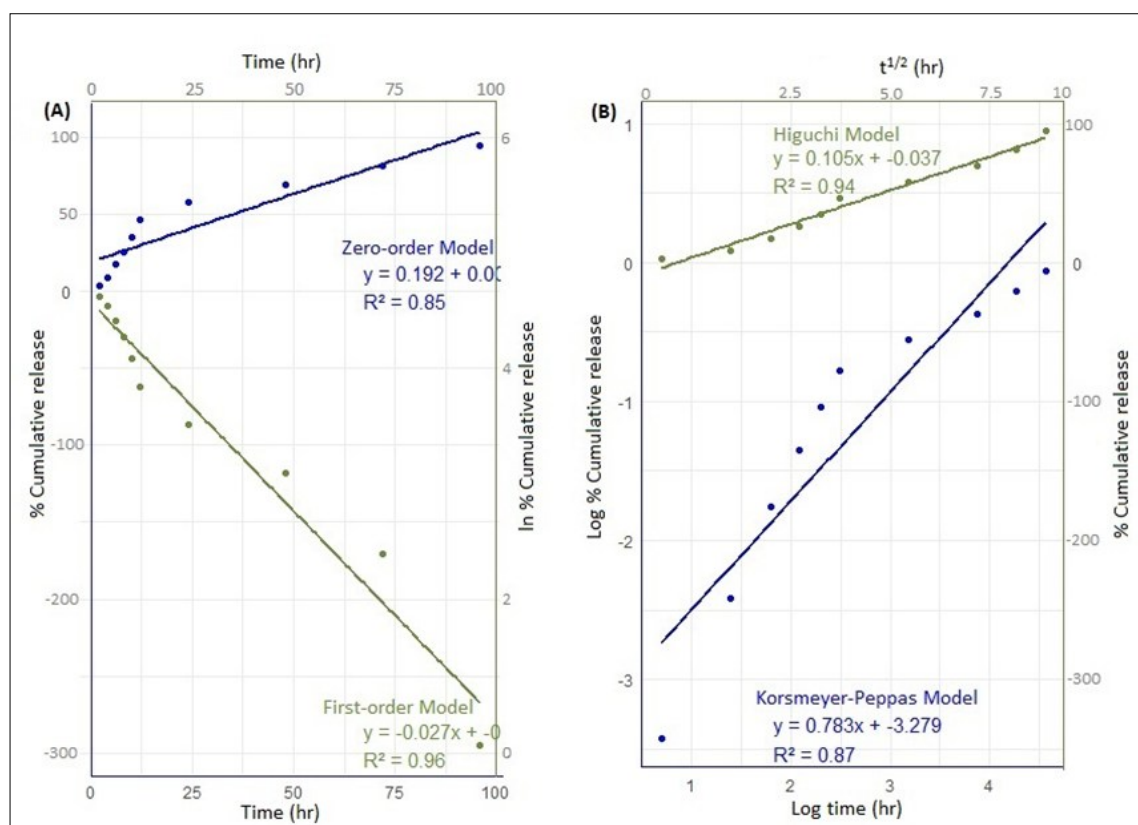 Time (hr)
0 25 50 75 100
(A)
100
50
0
-100
-200
-300
% Cumulative release
6
4
2
0
ln % Cumulative release
Zero-order Model
y = 0.192 + 0.00
R² = 0.85
First-order Model
y = -0.027x + -0
R² = 0.96
0 25 50 75 100
Time (hr)
t1/2 (hr)
0 2.5 5.0 7.5 10
(B)
1
0
-1
-2
-3
Log % Cumulative release
100
0
-100
-200
-300
% Cumulative release
Higuchi Model
y = 0.105x + -0.037
R² = 0.94
Korsmeyer-Peppas Model
y = 0.783x + -3.279
R² = 0.87
1 2 3 4
Log time (hr)